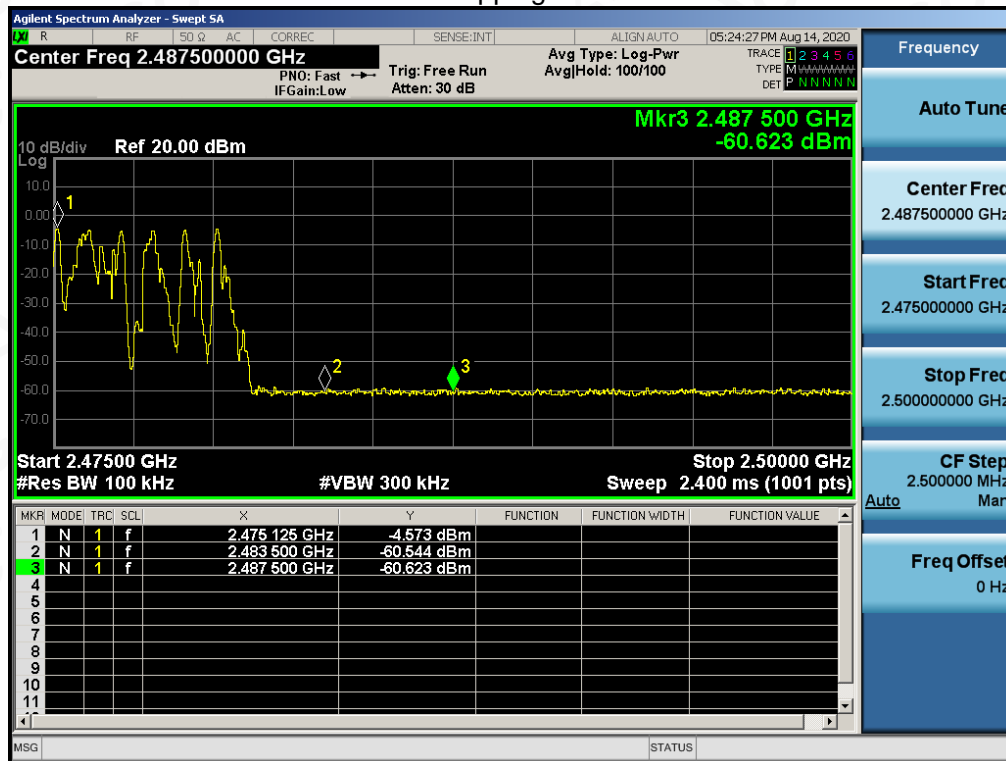 pping
Agilent Spectrum Analyzer - Swept SA
LXI R RF 50 Ω AC CORREC SENSE:INT ALIGN AUTO 05:24:27 PM Aug 14, 2020
Center Freq 2.487500000 GHz
PNO: Fast
IFGain:Low
Trig: Free Run
Atten: 30 dB
Avg Type: Log-Pwr
Avg|Hold: 100/100
TRACE 1 2 3 4 5 6
TYPE M
DET P N N N N N
Mkr3 2.487 500 GHz
-60.623 dBm
10 dB/div Ref 20.00 dBm
Log
10.0
0.00
-10.0
-20.0
-30.0
-40.0
-50.0
-60.0
-70.0
1
2
3
Start 2.47500 GHz Stop 2.50000 GHz
#Res BW 100 kHz #VBW 300 kHz Sweep 2.400 ms (1001 pts)
MKR MODE TRC SCL X Y FUNCTION FUNCTION WIDTH FUNCTION VALUE
1 N 1 f 2.475 125 GHz -4.573 dBm
2 N 1 f 2.483 500 GHz -60.544 dBm
3 N 1 f 2.487 500 GHz -60.623 dBm
4
5
6
7
8
9
10
11
MSG STATUS
Frequency
Auto Tune
Center Freq
2.487500000 GHz
Start Freq
2.475000000 GHz
Stop Freq
2.500000000 GHz
CF Step
2.500000 MHz
Auto Man
Freq Offset
0 Hz